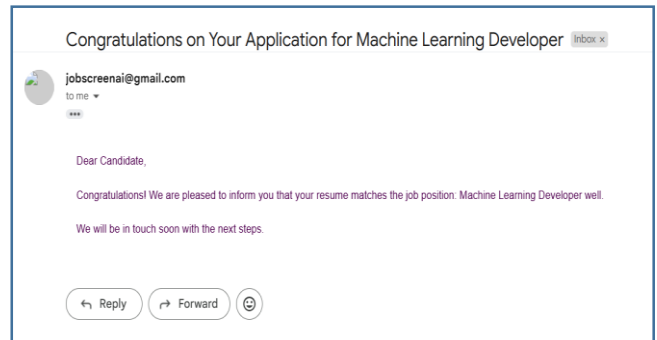 Congratulations on Your Application for Machine Learning Developer Inbox x
jobscreenai@gmail.com
to me
Dear Candidate,
Congratulations! We are pleased to inform you that your resume matches the job position: Machine Learning Developer well.
We will be in touch soon with the next steps.
Reply Forward